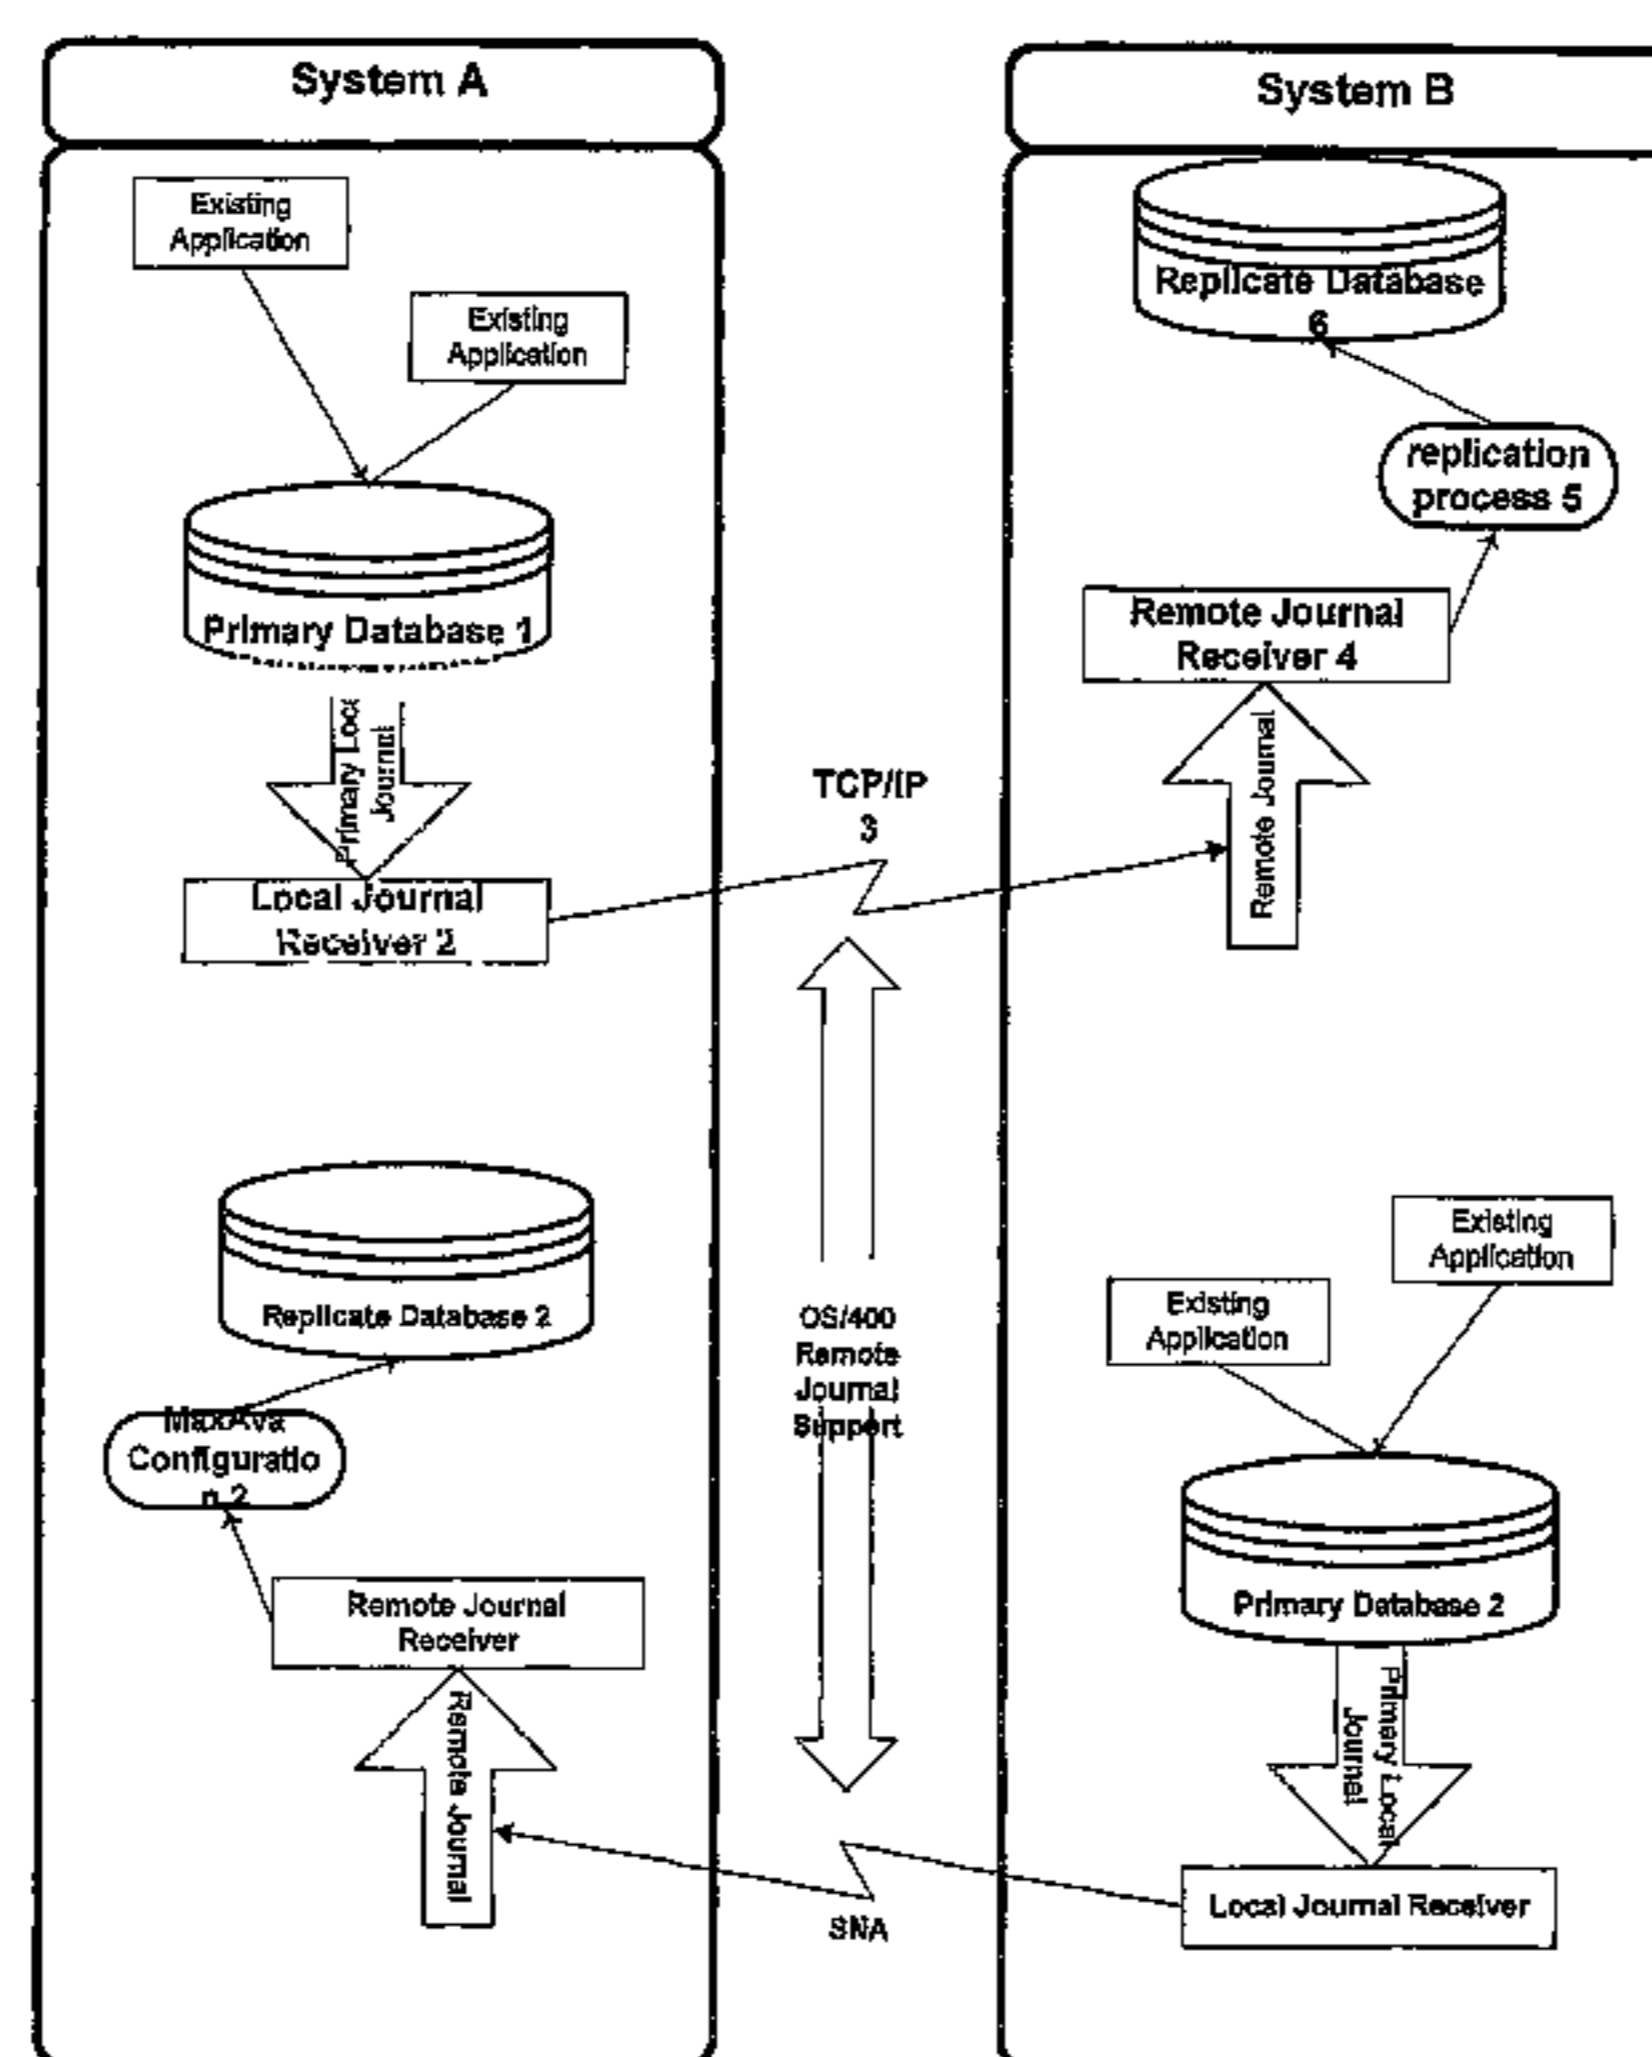 System A
Existing
Application
Existing
Application
Primary Database 1
Primary Loca
Journal
Local Journal
Receiver 2
Replicate Database 2
MaxAva
Configuratio
n 2
Remote Journal
Receiver
Remote Journal
TCP/IP
3
OS/400
Remote
Journal
Support
SNA
System B
Replicate Database
6
replication
process 5
Remote Journal
Receiver 4
Remote Journal
Existing
Application
Existing
Application
Primary Database 2
Primary Local
Journal
Local Journal Receiver